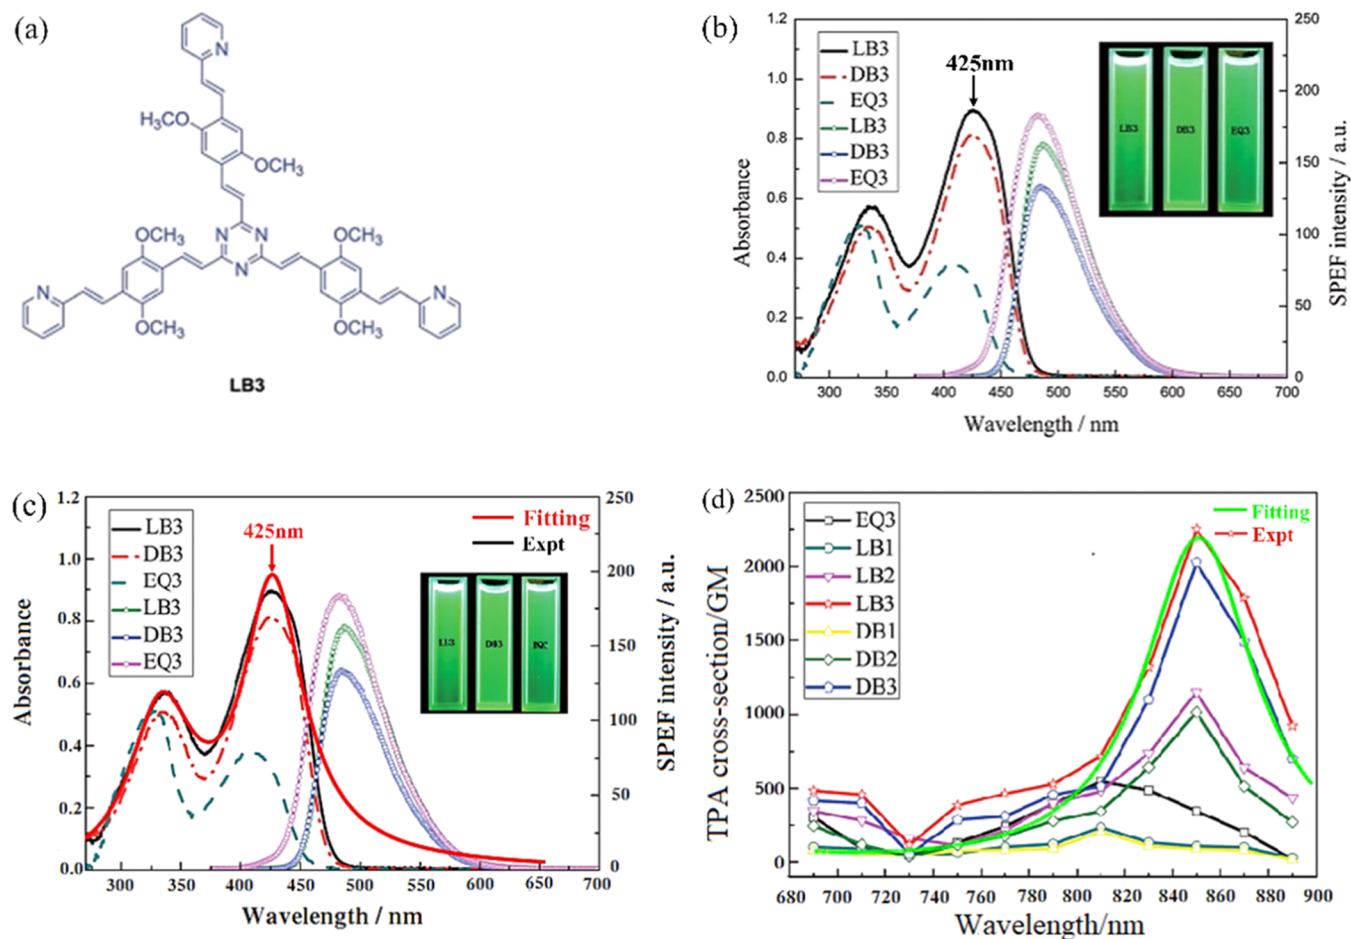 (a)
N
H₃CO
OCH₃
OCH₃
N
N
N
OCH₃
N
N
OCH₃
OCH₃
LB3
(b)
1.2
1.0
0.8
0.6
0.4
0.2
0.0
Absorbance
LB3
DB3
EQ3
LB3
DB3
EQ3
425nm
LB3
DB3
EQ3
250
200
150
100
50
0
SPEF intensity / a.u.
300
350
400
450
500
550
600
650
700
Wavelength / nm
(c)
1.2
1.0
0.8
0.6
0.4
0.2
0.0
Absorbance
LB3
DB3
EQ3
LB3
DB3
EQ3
425nm
Fitting
Expt
DB3
250
200
150
100
50
0
SPEF intensity / a.u.
300
350
400
450
500
550
600
650
700
Wavelength / nm
(d)
2500
2000
1500
1000
500
0
TPA cross-section/GM
EQ3
LB1
LB2
LB3
DB1
DB2
DB3
Fitting
Expt
680
700
720
740
760
780
800
820
840
860
880
900
Wavelength/nm